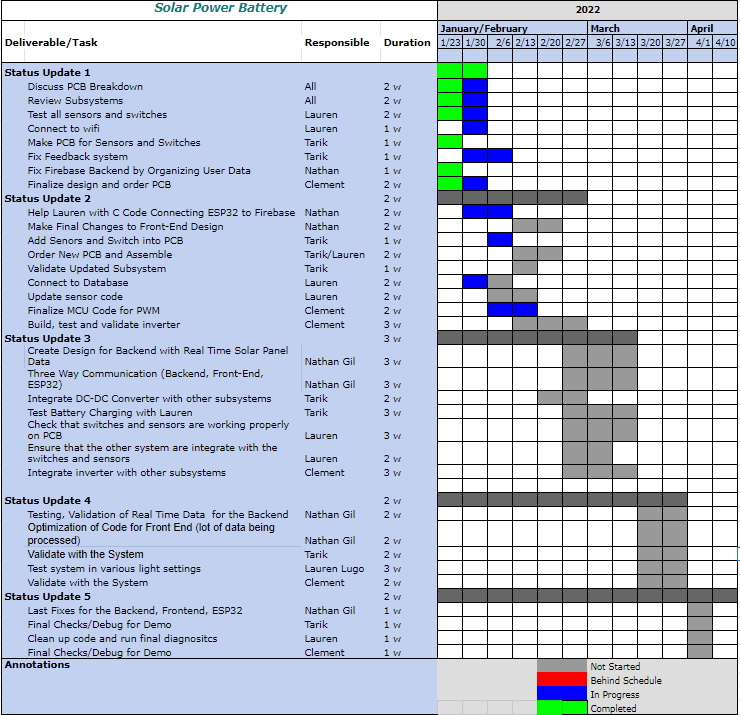 Solar Power Battery 2022
January/February March April
Deliverable/Task Responsible Duration 1/23 1/30 2/6 2/13 2/20 2/27 3/6 3/13 3/20 3/27 4/1 4/10
Status Update 1
Discuss PCB Breakdown All 2 w
Review Subsystems All 2 w
Test all sensors and switches Lauren 2 w
Connect to wifi Lauren 1 w
Make PCB for Sensors and Switches Tarik 1 w
Fix Feedback system Tarik 1 w
Fix Firebase Backend by Organizing User Data Nathan 1 w
Finalize design and order PCB Clement 2 w
Status Update 2 2 w
Help Lauren with C Code Connecting ESP32 to Firebase Nathan 2 w
Make Final Changes to Front-End Design Nathan 2 w
Add Senors and Switch into PCB Tarik 1 w
Order New PCB and Assemble Tarik/Lauren 2 w
Validate Updated Subsystem Tarik 1 w
Connect to Database Lauren 2 w
Update sensor code Lauren 2 w
Finalize MCU Code for PWM Clement 2 w
Build, test and validate inverter Clement 3 w
Status Update 3 3 w
Create Design for Backend with Real Time Solar Panel
Data Nathan Gil 3 w
Three Way Communication (Backend, Front-End,
ESP32) Nathan Gil 3 w
Integrate DC-DC Converter with other subsystems Tarik 2 w
Test Battery Charging with Lauren Tarik 3 w
Check that switches and sensors are working properly
on PCB Lauren 3 w
Ensure that the other system are integrate with the
switches and sensors Lauren 2 w
Integrate inverter with other subsystems Clement 3 w
Status Update 4 2 w
Testing, Validation of Real Time Data for the Backend Nathan Gil 2 w
Optimization of Code for Front End (lot of data being
processed) Nathan Gil 2 w
Validate with the System Tarik 2 w
Test system in various light settings Lauren Lugo 3 w
Validate with the System Clement 2 w
Status Update 5 2 w
Last Fixes for the Backend, Frontend, ESP32 Nathan Gil 1 w
Final Checks/Debug for Demo Tarik 1 w
Clean up code and run final diagnositcs Lauren 1 w
Final Checks/Debug for Demo Clement 1 w
Annotations Not Started
Behind Schedule
In Progress
Completed